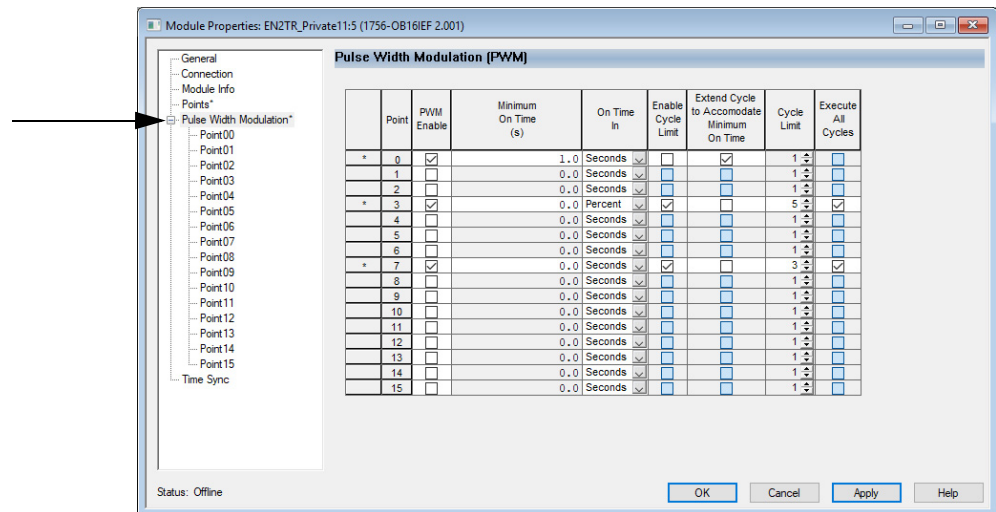 Module Properties: EN2TR_Private11:5 (1756-OB16IEF 2.001)
General
Connection
Module Info
Points*
Pulse Width Modulation*
Point00
Point01
Point02
Point03
Point04
Point05
Point06
Point07
Point08
Point09
Point10
Point11
Point12
Point13
Point14
Point15
Time Sync
Pulse Width Modulation (PWM)
Point
PWM
Enable
Minimum
On Time
(s)
On Time
In
Enable
Cycle
Limit
Extend Cycle
to Accomodate
Minimum
On Time
Cycle
Limit
Execute
All
Cycles
* 0 1.0 Seconds 1
1 0.0 Seconds 1
2 0.0 Seconds 1
* 3 0.0 Percent 5
4 0.0 Seconds 1
5 0.0 Seconds 1
6 0.0 Seconds 1
* 7 0.0 Seconds 3
8 0.0 Seconds 1
9 0.0 Seconds 1
10 0.0 Seconds 1
11 0.0 Seconds 1
12 0.0 Seconds 1
13 0.0 Seconds 1
14 0.0 Seconds 1
15 0.0 Seconds 1
Status: Offline
OK
Cancel
Apply
Help